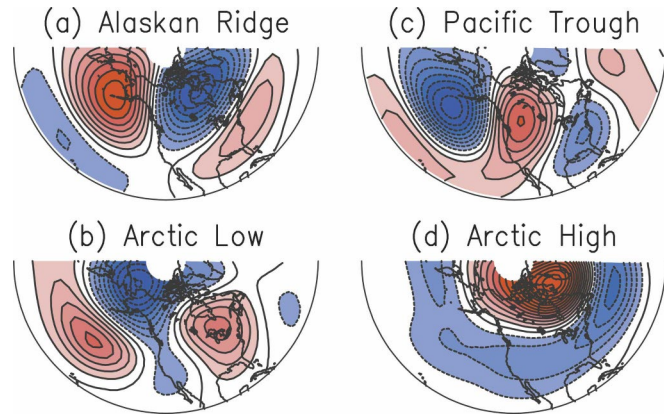 (a) Alaskan Ridge
(c) Pacific Trough
(b) Arctic Low
(d) Arctic High